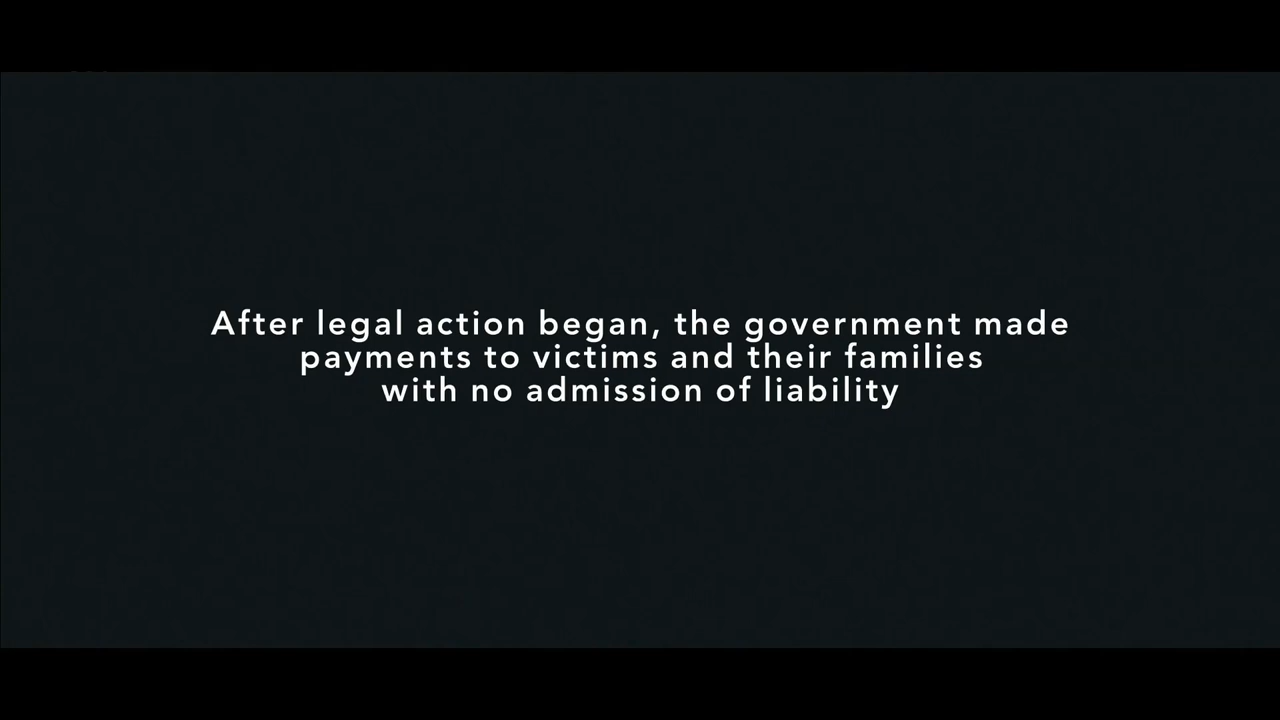 After legal action began, the government made
payments to victims and their families
with no admission of liability